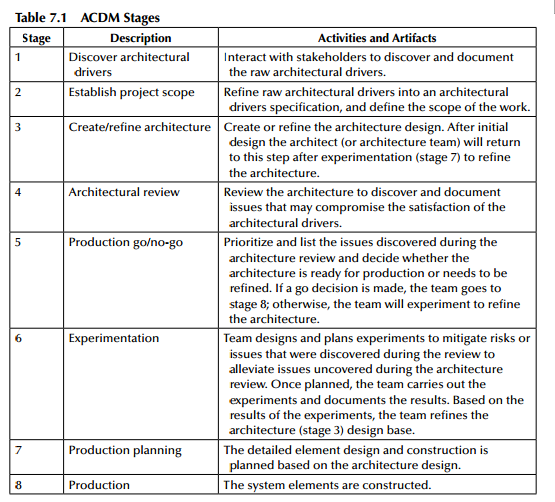 Table 7.1 ACDM Stages
Stage Description Activities and Artifacts
1 Discover architectural drivers Interact with stakeholders to discover and document
the raw architectural drivers.
2 Establish project scope Refine raw architectural drivers into an architectural
drivers specification, and define the scope of the work.
3 Create/refine architecture Create or refine the architecture design. After initial
design the architect (or architecture team) will return
to this step after experimentation (stage 7) to refine
the architecture.
4 Architectural review Review the architecture to discover and document
issues that may compromise the satisfaction of the
architectural drivers.
5 Production go/no-go Prioritize and list the issues discovered during the
architecture review and decide whether the
architecture is ready for production or needs to be
refined. If a go decision is made, the team goes to
stage 8; otherwise, the team will experiment to refine
the architecture.
6 Experimentation Team designs and plans experiments to mitigate risks or
issues that were discovered during the review to
alleviate issues uncovered during the architecture
review. Once planned, the team carries out the
experiments and documents the results. Based on the
results of the experiments, the team refines the
architecture (stage 3) design base.
7 Production planning The detailed element design and construction is
planned based on the architecture design.
8 Production The system elements are constructed.